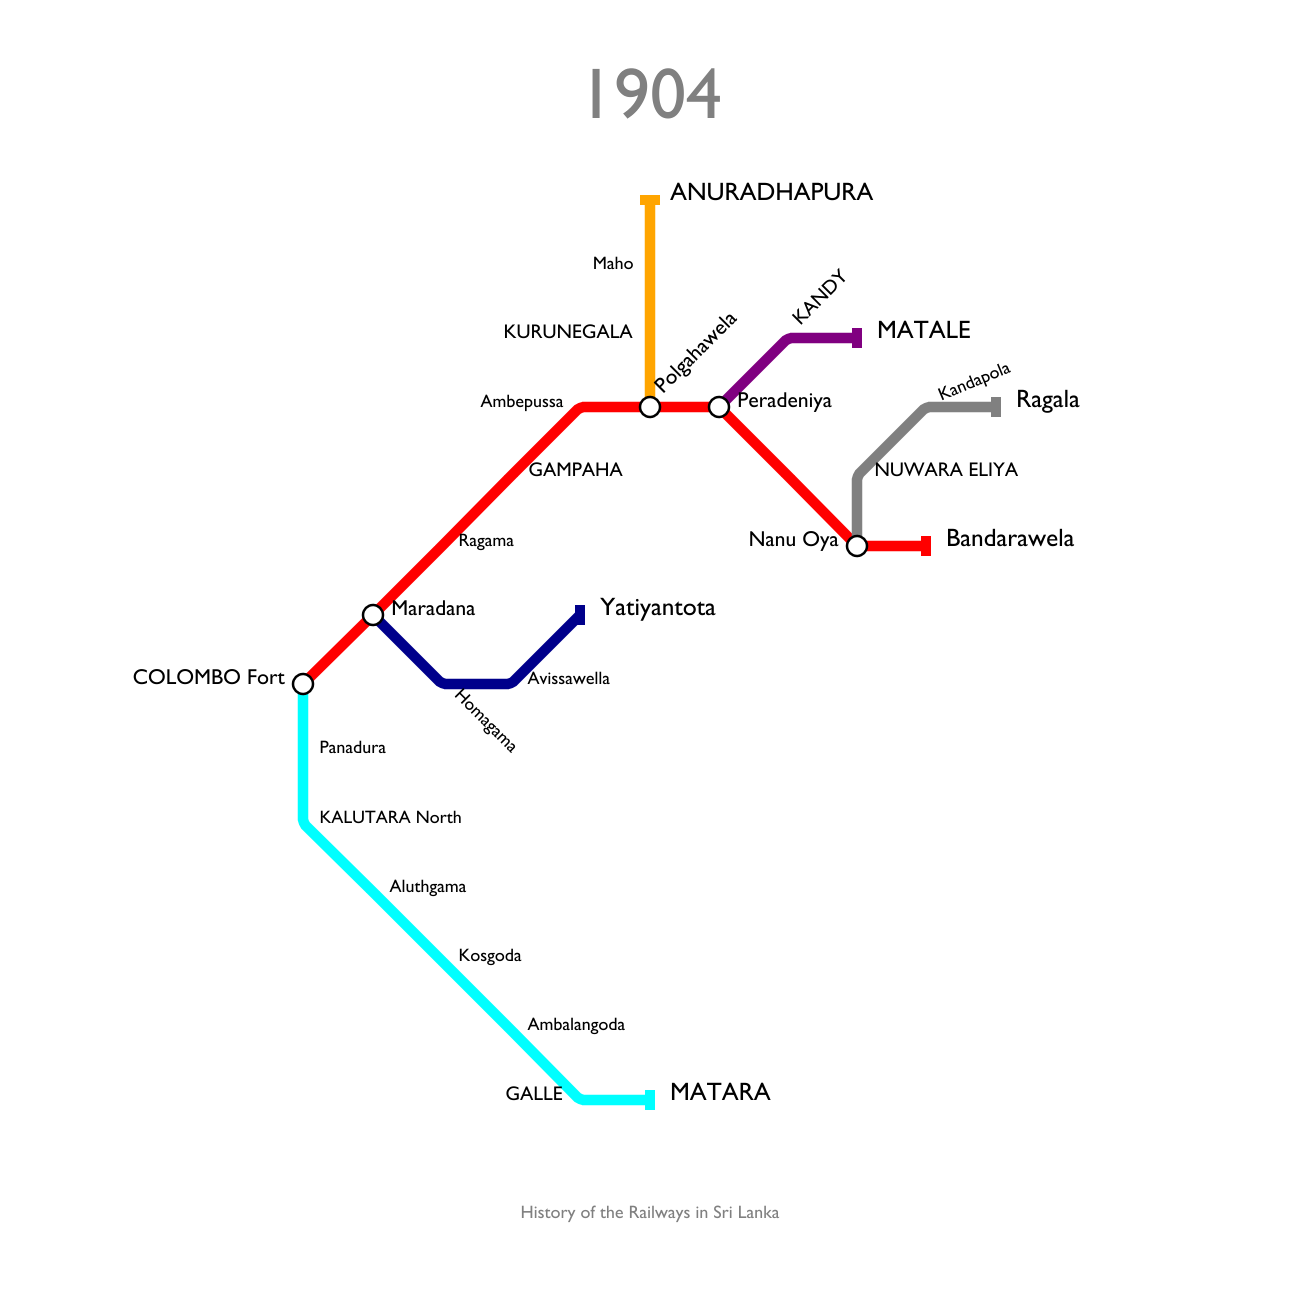 1904
ANURADHAPURA
Maho
KANDY
KURUNEGALA
Polgahawela
MATALE
Ambepussa
Peradeniya
Kandapola
Ragala
GAMPAHA
NUWARA ELIYA
Ragama
Nanu Oya
Bandarawela
Maradana
Yatiyantota
COLOMBO Fort
Avissawella
Homagama
Panadura
KALUTARA North
Aluthgama
Kosgoda
Ambalangoda
GALLE
MATARA
History of the Railways in Sri Lanka